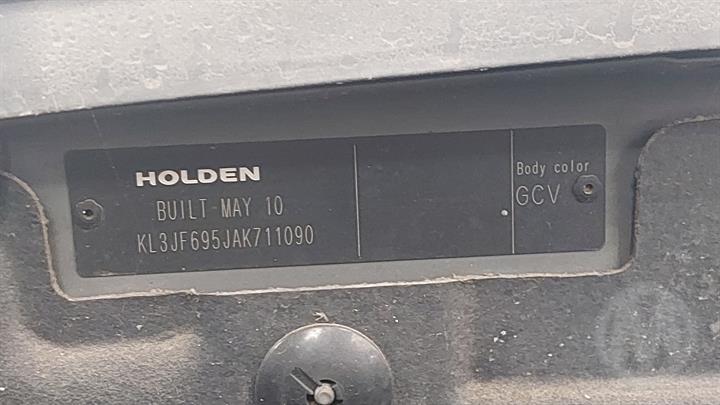 HOLDEN
BUILT-MAY 10
KL3JF695JAK711090
Body color
GCV